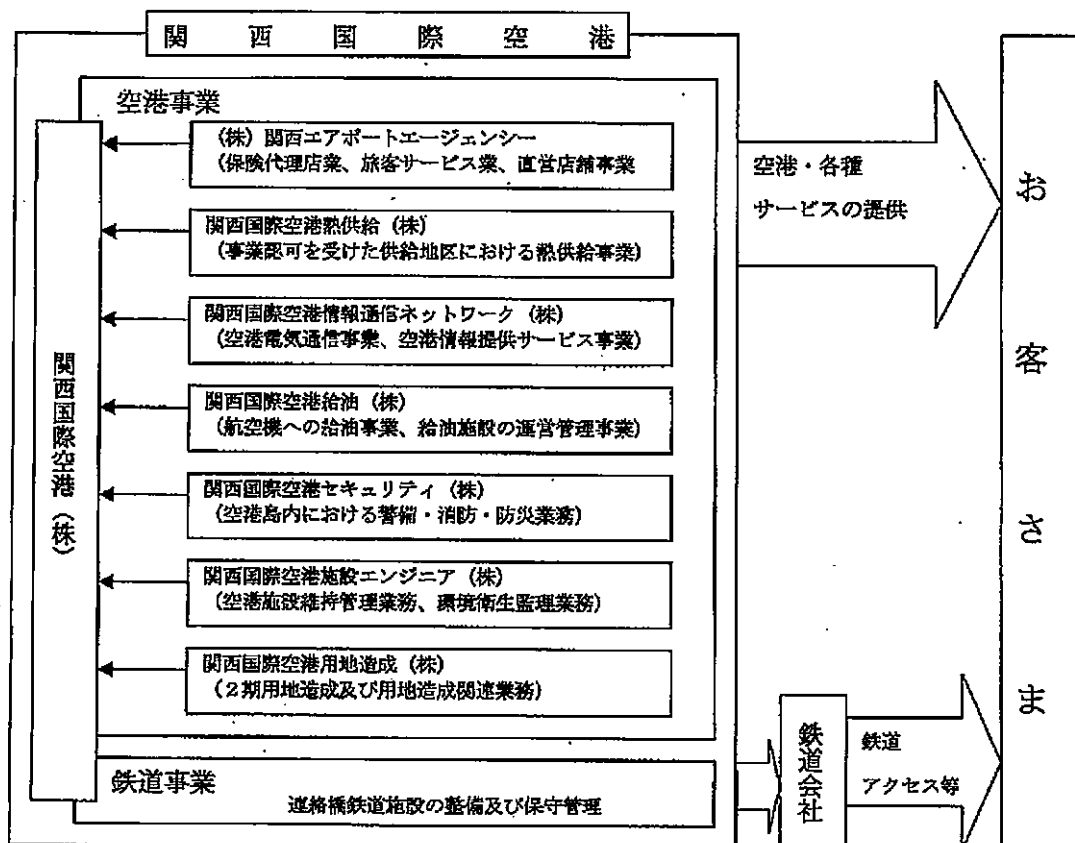 関西国際空港
空港事業
(株)関西エアポートエージェンシー
(保険代理店業、旅客サービス業、直営店舗事業
関西国際空港熱供給(株)
(事業認可を受けた供給地区における熱供給事業)
関西国際空港情報通信ネットワーク(株)
(空港電気通信事業、空港情報提供サービス事業)
関西国際空港給油(株)
(航空機への給油事業、給油施設の運営管理事業)
関西国際空港セキュリティ(株)
(空港島内における警備・消防・防災業務)
関西国際空港施設エンジニア(株)
(空港施設維持管理業務、環境衛生監理業務)
関西国際空港用地造成(株)
(2期用地造成及び用地造成関連業務)
関西国際空港(株)
鉄道事業
連絡橋鉄道施設の整備及び保守管理
空港・各種
サービスの提供
鉄道会社
鉄道
アクセス等
お客さま